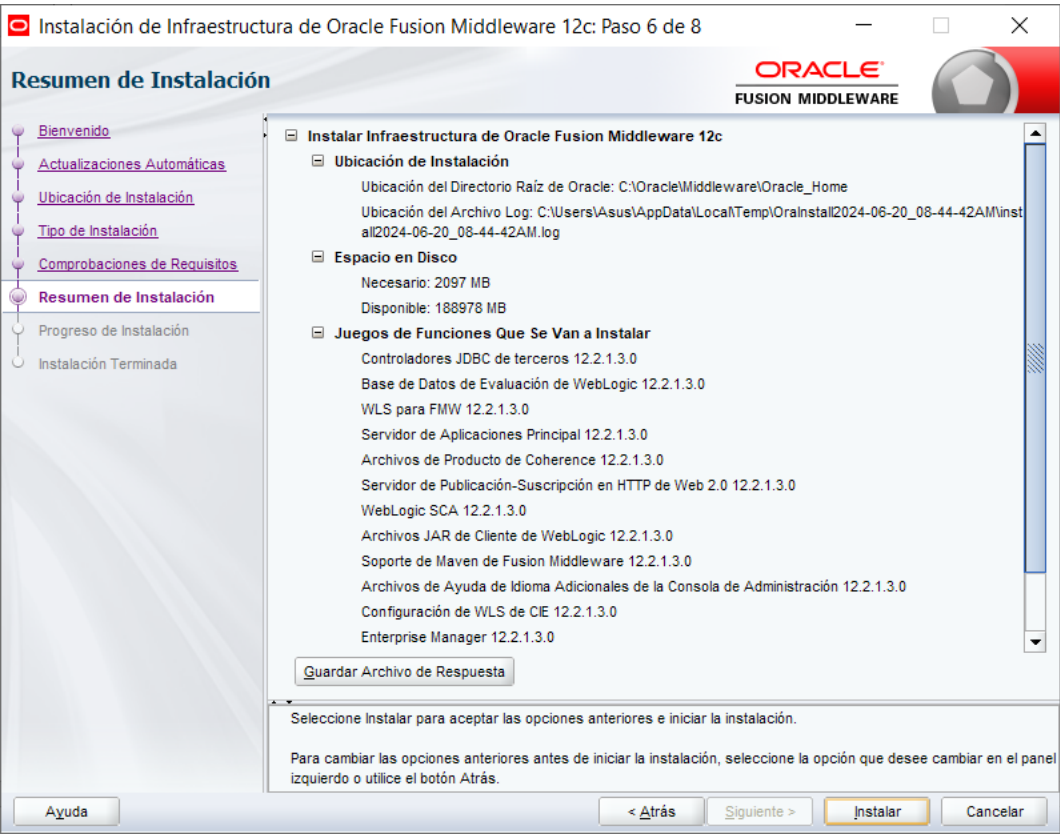 Instalación de Infraestructura de Oracle Fusion Middleware 12c: Paso 6 de 8
Resumen de Instalación
ORACLE
FUSION MIDDLEWARE
Bienvenido
Actualizaciones Automáticas
Ubicación de Instalación
Tipo de Instalación
Comprobaciones de Requisitos
Resumen de Instalación
Progreso de Instalación
Instalación Terminada
Instalar Infraestructura de Oracle Fusion Middleware 12c
Ubicación de Instalación
Ubicación del Directorio Raíz de Oracle: C:\Oracle\Middleware\Oracle_Home
Ubicación del Archivo Log: C:\Users\Asus\AppData\Local\Temp\OraInstall2024-06-20_08-44-42AM\inst
all2024-06-20_08-44-42AM.log
Espacio en Disco
Necesario: 2097 MB
Disponible: 188978 MB
Juegos de Funciones Que Se Van a Instalar
Controladores JDBC de terceros 12.2.1.3.0
Base de Datos de Evaluación de WebLogic 12.2.1.3.0
WLS para FMW 12.2.1.3.0
Servidor de Aplicaciones Principal 12.2.1.3.0
Archivos de Producto de Coherence 12.2.1.3.0
Servidor de Publicación-Suscripción en HTTP de Web 2.0 12.2.1.3.0
WebLogic SCA 12.2.1.3.0
Archivos JAR de Cliente de WebLogic 12.2.1.3.0
Soporte de Maven de Fusion Middleware 12.2.1.3.0
Archivos de Ayuda de Idioma Adicionales de la Consola de Administración 12.2.1.3.0
Configuración de WLS de CIE 12.2.1.3.0
Enterprise Manager 12.2.1.3.0
Guardar Archivo de Respuesta
Seleccione Instalar para aceptar las opciones anteriores e iniciar la instalación.
Para cambiar las opciones anteriores antes de iniciar la instalación, seleccione la opción que desee cambiar en el panel
izquierdo o utilice el botón Atrás.
Ayuda
< Atrás
Siguiente >
Instalar
Cancelar